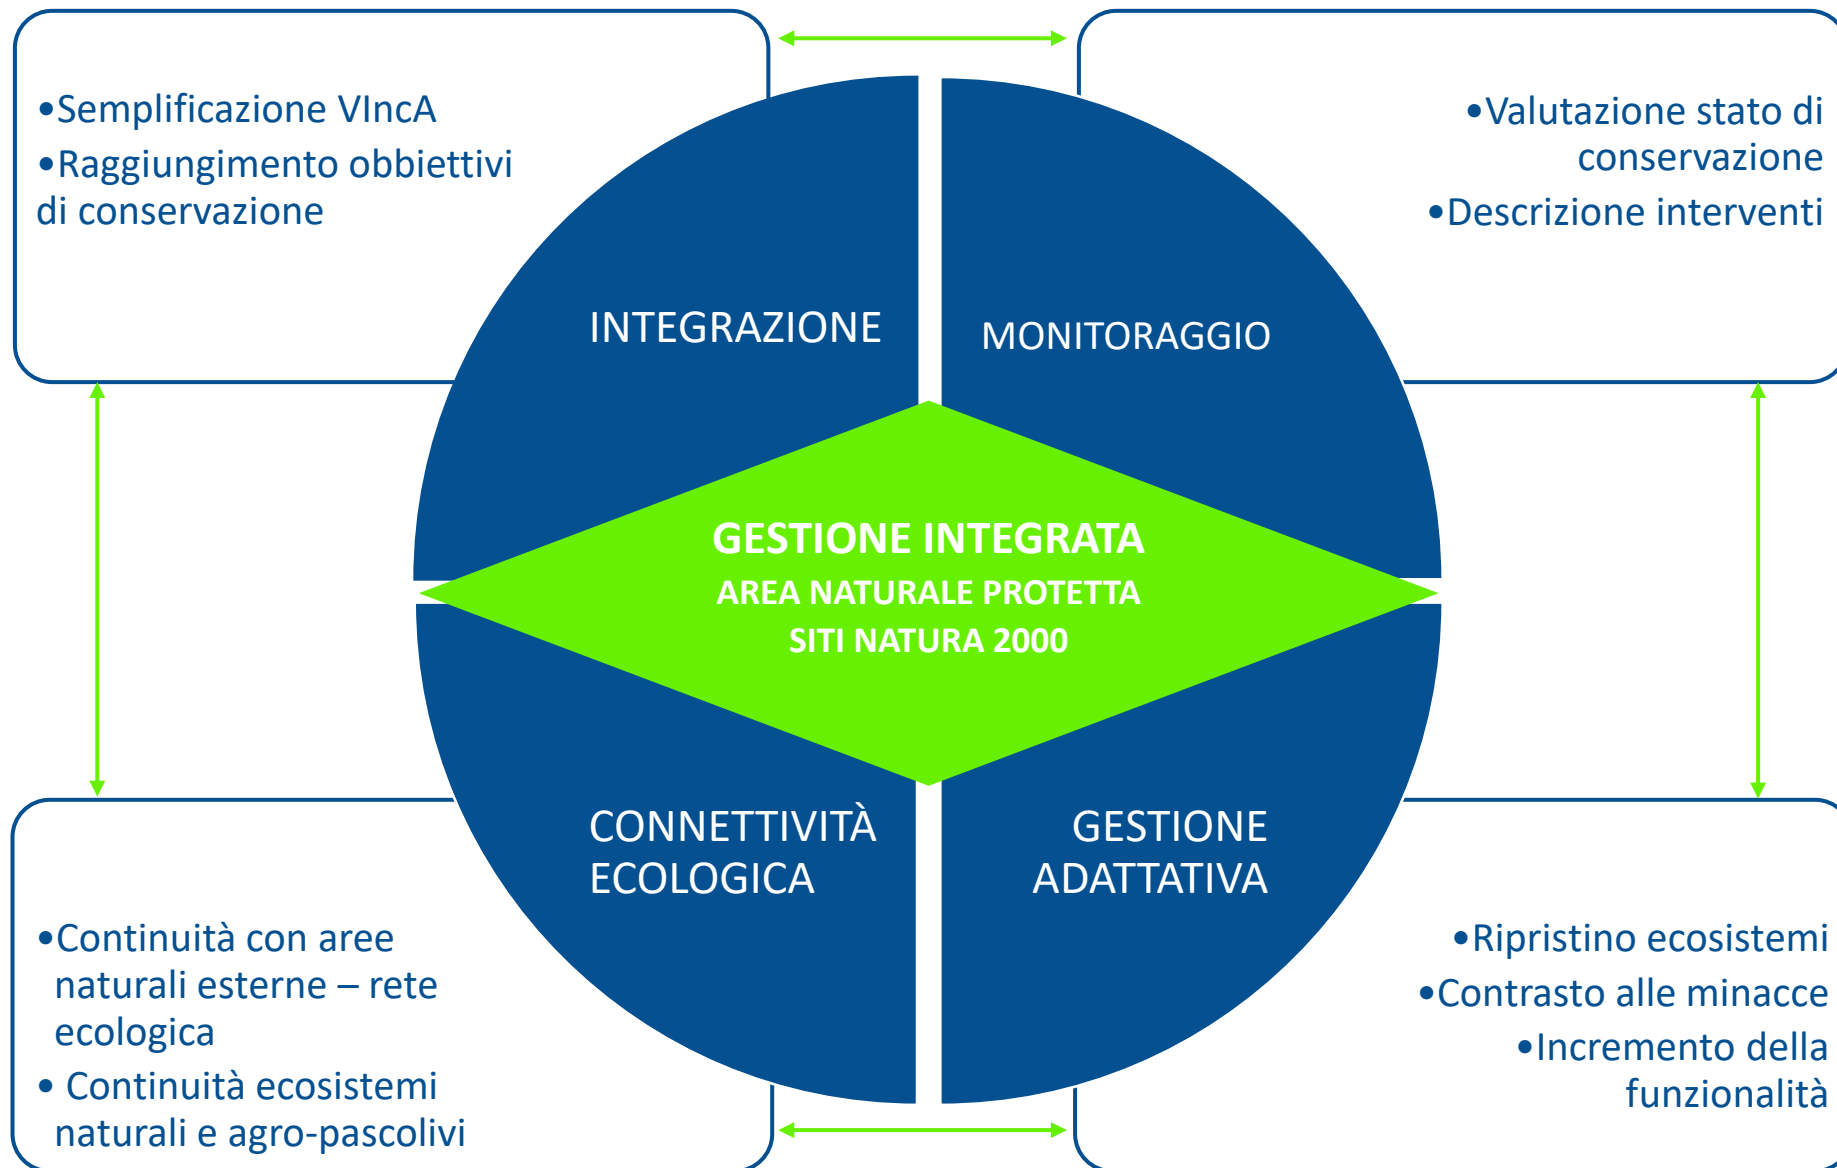 •Semplificazione VIncA
•Raggiungimento obbiettivi
di conservazione
•Valutazione stato di
conservazione
•Descrizione interventi
INTEGRAZIONE
MONITORAGGIO
GESTIONE INTEGRATA
AREA NATURALE PROTETTA
SITI NATURA 2000
CONNETTIVITÀ
ECOLOGICA
GESTIONE
ADATTATIVA
•Continuità con aree
naturali esterne – rete
ecologica
• Continuità ecosistemi
naturali e agro-pascolivi
•Ripristino ecosistemi
•Contrasto alle minacce
•Incremento della
funzionalità